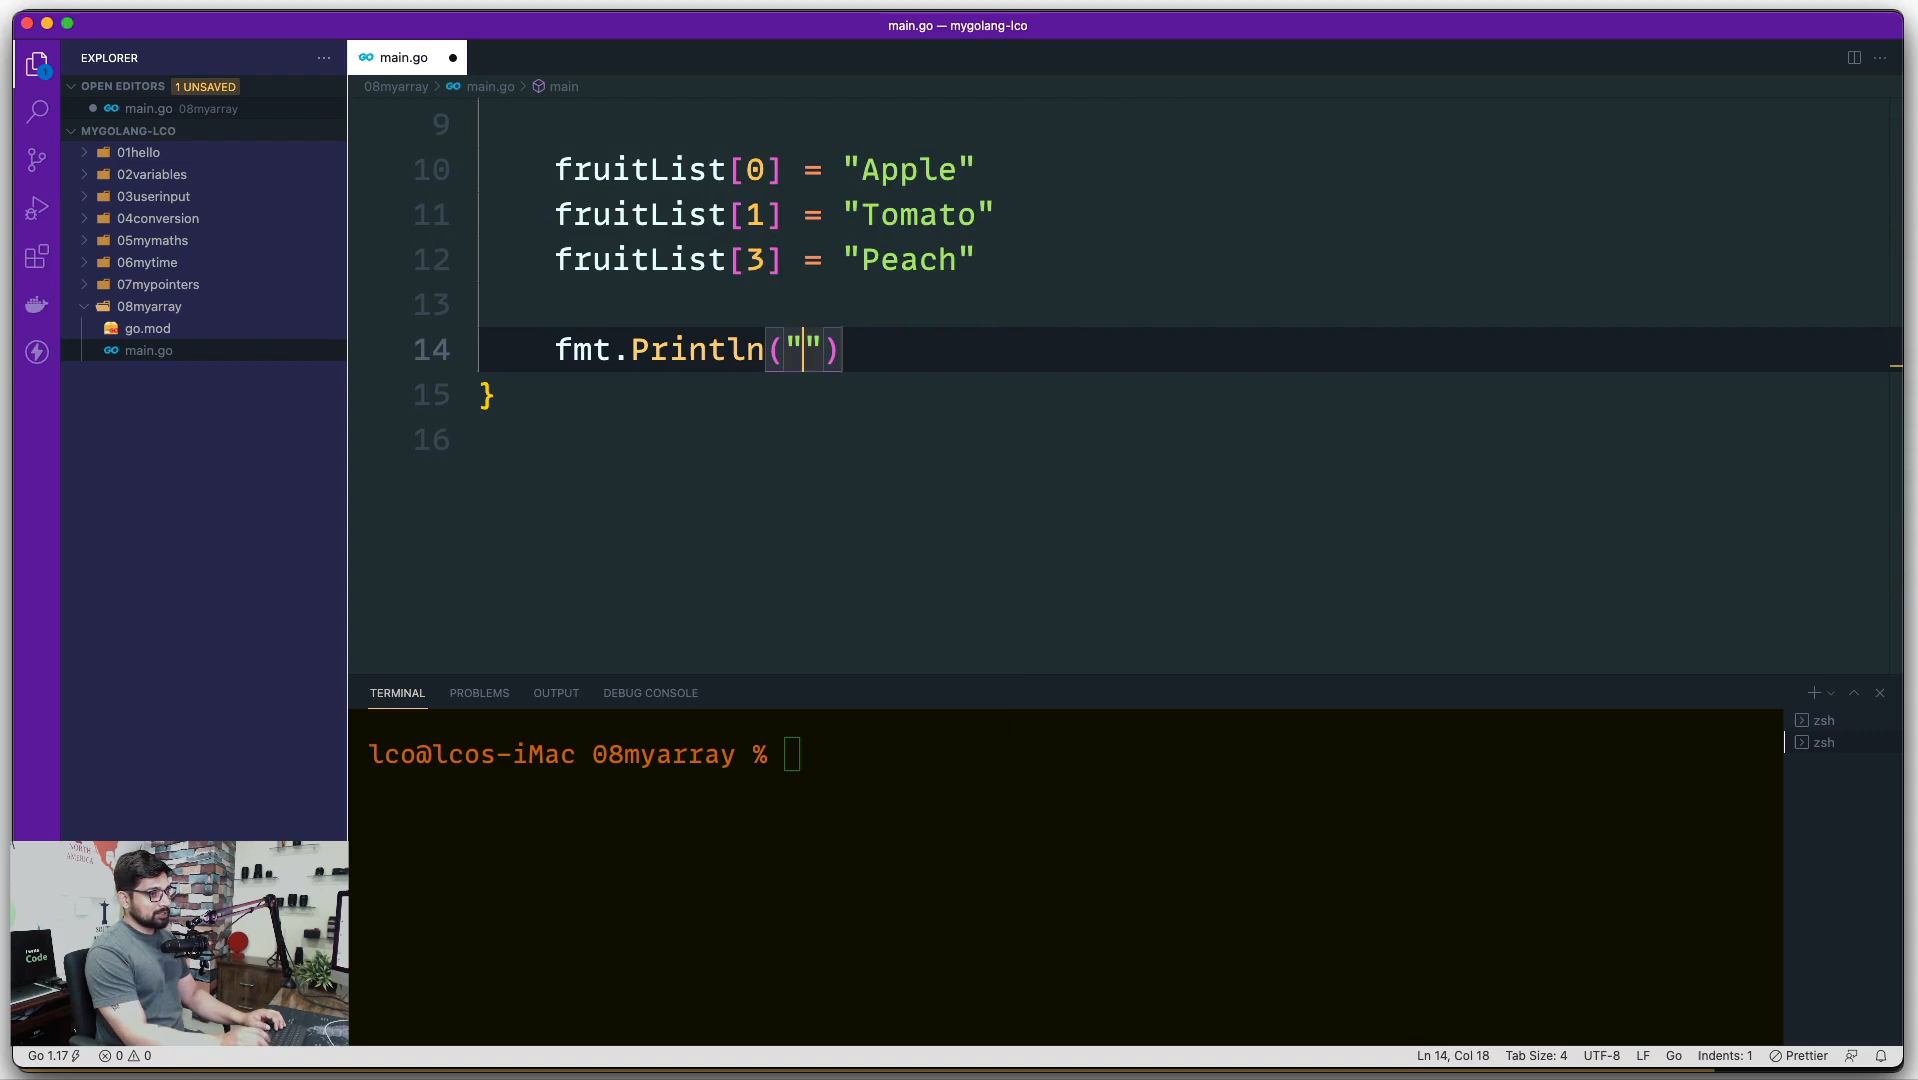 main.go — mygolang-lco
EXPLORER
OPEN EDITORS 1 UNSAVED
main.go 08myarray
MYGOLANG-LCO
01hello
02variables
03userinput
04conversion
05mymaths
06mytime
07mypointers
08myarray
go.mod
main.go
main.go
08myarray > main.go > main
9
10 fruitList[0] = "Apple"
11 fruitList[1] = "Tomato"
12 fruitList[3] = "Peach"
13
14 fmt.Println("")
15 }
16
TERMINAL PROBLEMS OUTPUT DEBUG CONSOLE
zsh
zsh
lco@lcos-iMac 08myarray %
NORTH
AMERICA
I write
Code
Go 1.17 0 0
Ln 14, Col 18 Tab Size: 4 UTF-8 LF Go Indents: 1 Prettier